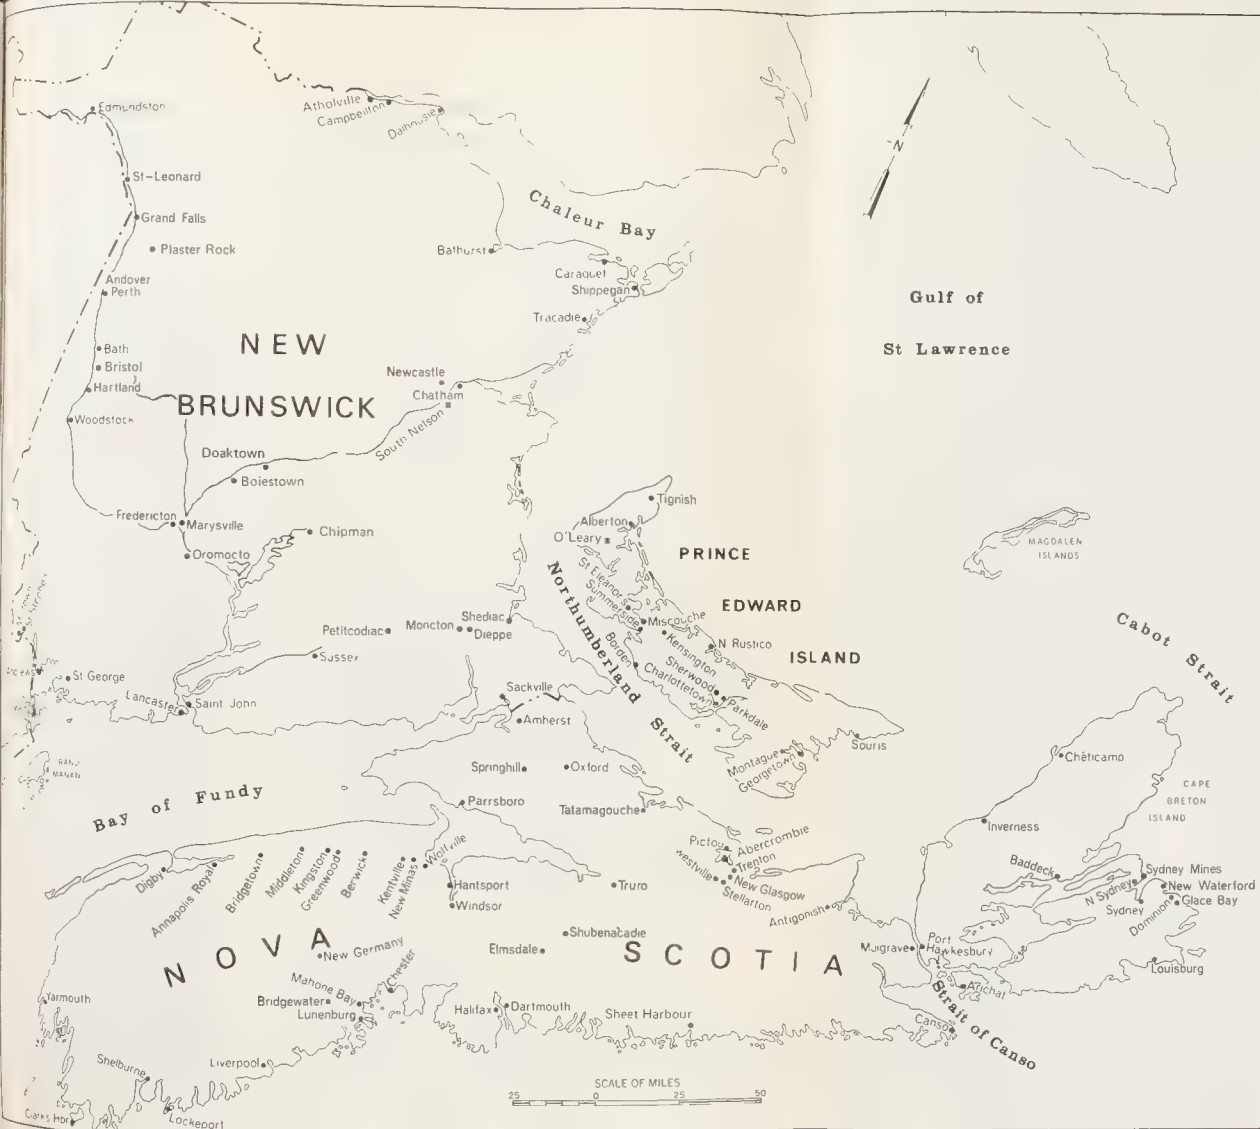 Edmundston
Atholville
Campbellton
Dalhousie
St-Leonard
Grand Falls
Plaster Rock
Chaleur Bay
N
Bathurst
Caraquet
Shippegan
Andover
Perth
Gulf of
St Lawrence
Tracadie
NEW
BRUNSWICK
Bath
Bristol
Hartland
Woodstock
Newcastle
Chatham
South Nelson
Doaktown
Boiestown
Fredericton
Marysville
Chipman
Oromocto
Tignish
Alberton
O'Leary
PRINCE
EDWARD
ISLAND
MAGDALEN
ISLANDS
St Eleanors
Summerside
Miscouche
Kensington
N Rustico
Borden
Sherwood
Charlottetown
Parkdale
Northumberland Strait
Cabot Strait
Shediac
Moncton
Dieppe
Petitcodiac
Sussex
St Stephen
St George
Lancaster
Saint John
Sackville
Amherst
Souris
Montague
Georgetown
MANAN
Springhill
Oxford
Chéticamp
CAPE
BRETON
ISLAND
Bay of Fundy
Parrsboro
Tatamagouche
Inverness
Pictou
Abercrombie
Trenton
Westville
New Glasgow
Stellarton
Antigonish
Digby
Annapolis Royal
Bridgetown
Middleton
Kingston
Greenwood
Berwick
Kentville
New Minas
Wolfville
Hantsport
Windsor
Truro
Baddeck
Sydney Mines
N Sydney
New Waterford
Glace Bay
Sydney
Dominion
NOVA SCOTIA
Shubenacadie
Elmsdale
New Germany
Mulgrave
Port
Hawkesbury
Louisburg
Arichat
Mahone Bay
Chester
Bridgewater
Lunenburg
Yarmouth
Halifax
Dartmouth
Sheet Harbour
Canso
Strait of Canso
Shelburne
Liverpool
Clarks Hbr
Lockeport
SCALE OF MILES
25 0 25 50